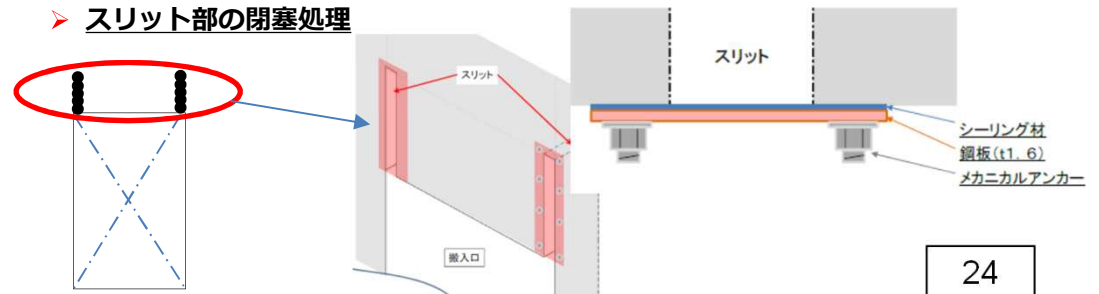 ➢ スリット部の閉塞処理
スリット
搬入口
スリット
シーリング材
鋼板(t1.6)
メカニカルアンカー
24